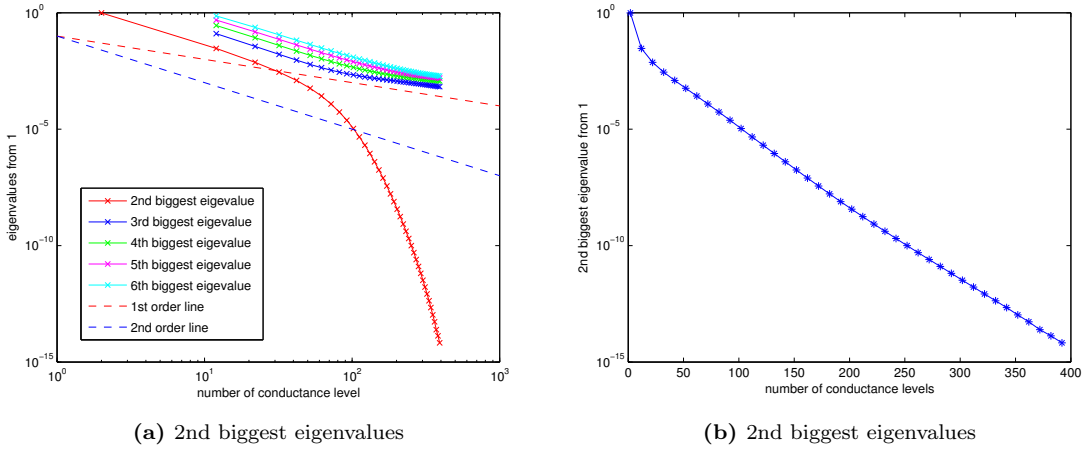 10^0
10^-5
10^-10
10^-15
eigenvalues from 1
2nd biggest eigevalue
3rd biggest eigevalue
4th biggest eigevalue
5th biggest eigevalue
6th biggest eigevalue
1st order line
2nd order line
10^0 10^1 10^2 10^3
number of conductance level
(a) 2nd biggest eigenvalues
10^0
10^-5
10^-10
10^-15
2nd biggest eigenvalue from 1
0 50 100 150 200 250 300 350 400
number of conductance levels
(b) 2nd biggest eigenvalues